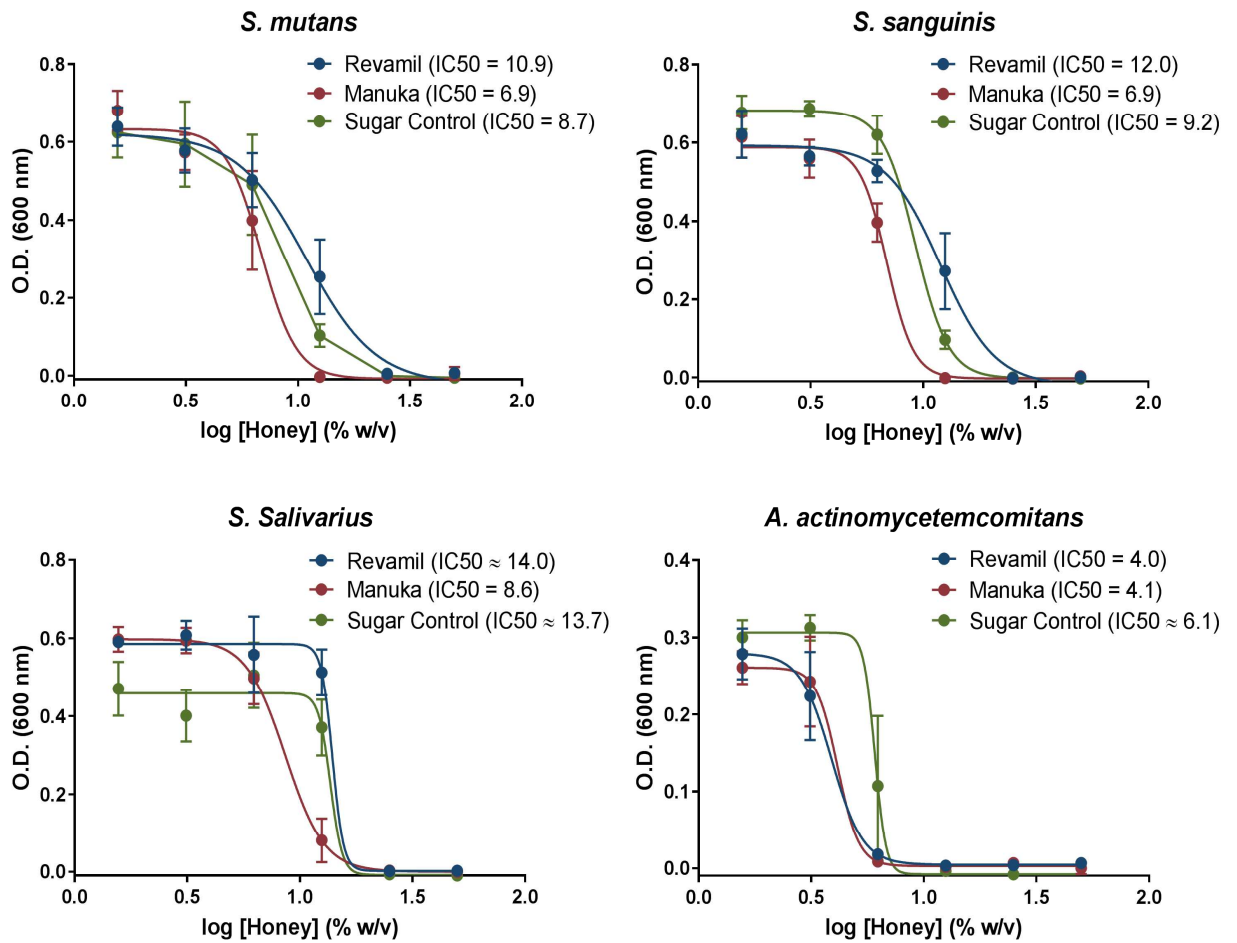 S. mutans
Revamil (IC50 = 10.9)
Manuka (IC50 = 6.9)
Sugar Control (IC50 = 8.7)
0.8
0.6
0.4
0.2
0.0
O.D. (600 nm)
0.0 0.5 1.0 1.5 2.0
log [Honey] (% w/v)
S. sanguinis
Revamil (IC50 = 12.0)
Manuka (IC50 = 6.9)
Sugar Control (IC50 = 9.2)
0.8
0.6
0.4
0.2
0.0
O.D. (600 nm)
0.0 0.5 1.0 1.5 2.0
log [Honey] (% w/v)
S. Salivarius
Revamil (IC50 ≈ 14.0)
Manuka (IC50 = 8.6)
Sugar Control (IC50 ≈ 13.7)
0.8
0.6
0.4
0.2
0.0
O.D. (600 nm)
0.0 0.5 1.0 1.5 2.0
log [Honey] (% w/v)
A. actinomycetemcomitans
Revamil (IC50 = 4.0)
Manuka (IC50 = 4.1)
Sugar Control (IC50 ≈ 6.1)
0.4
0.3
0.2
0.1
0.0
O.D. (600 nm)
0.0 0.5 1.0 1.5 2.0
log [Honey] (% w/v)